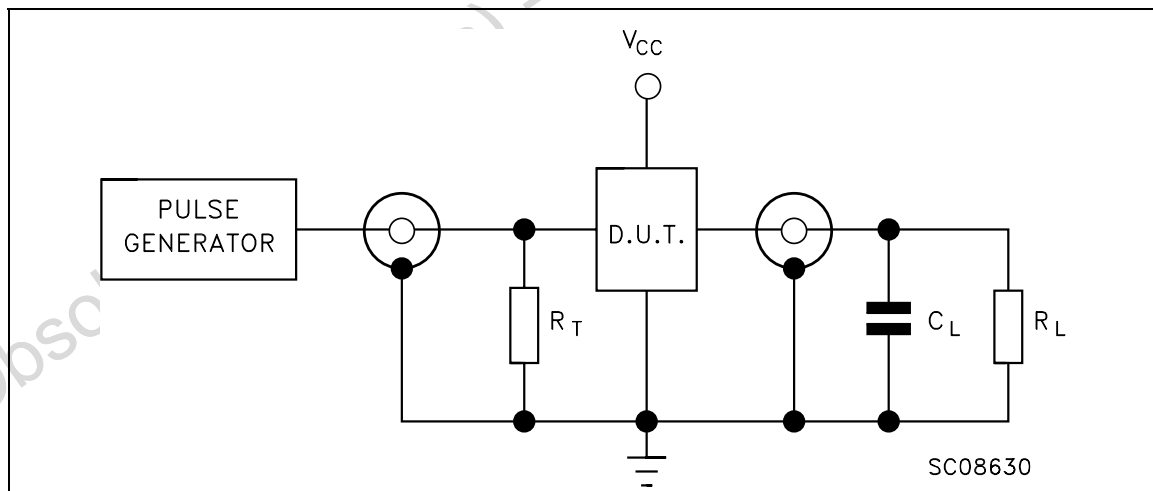 VCC
PULSE
GENERATOR
D.U.T.
RT
CL
RL
SC08630